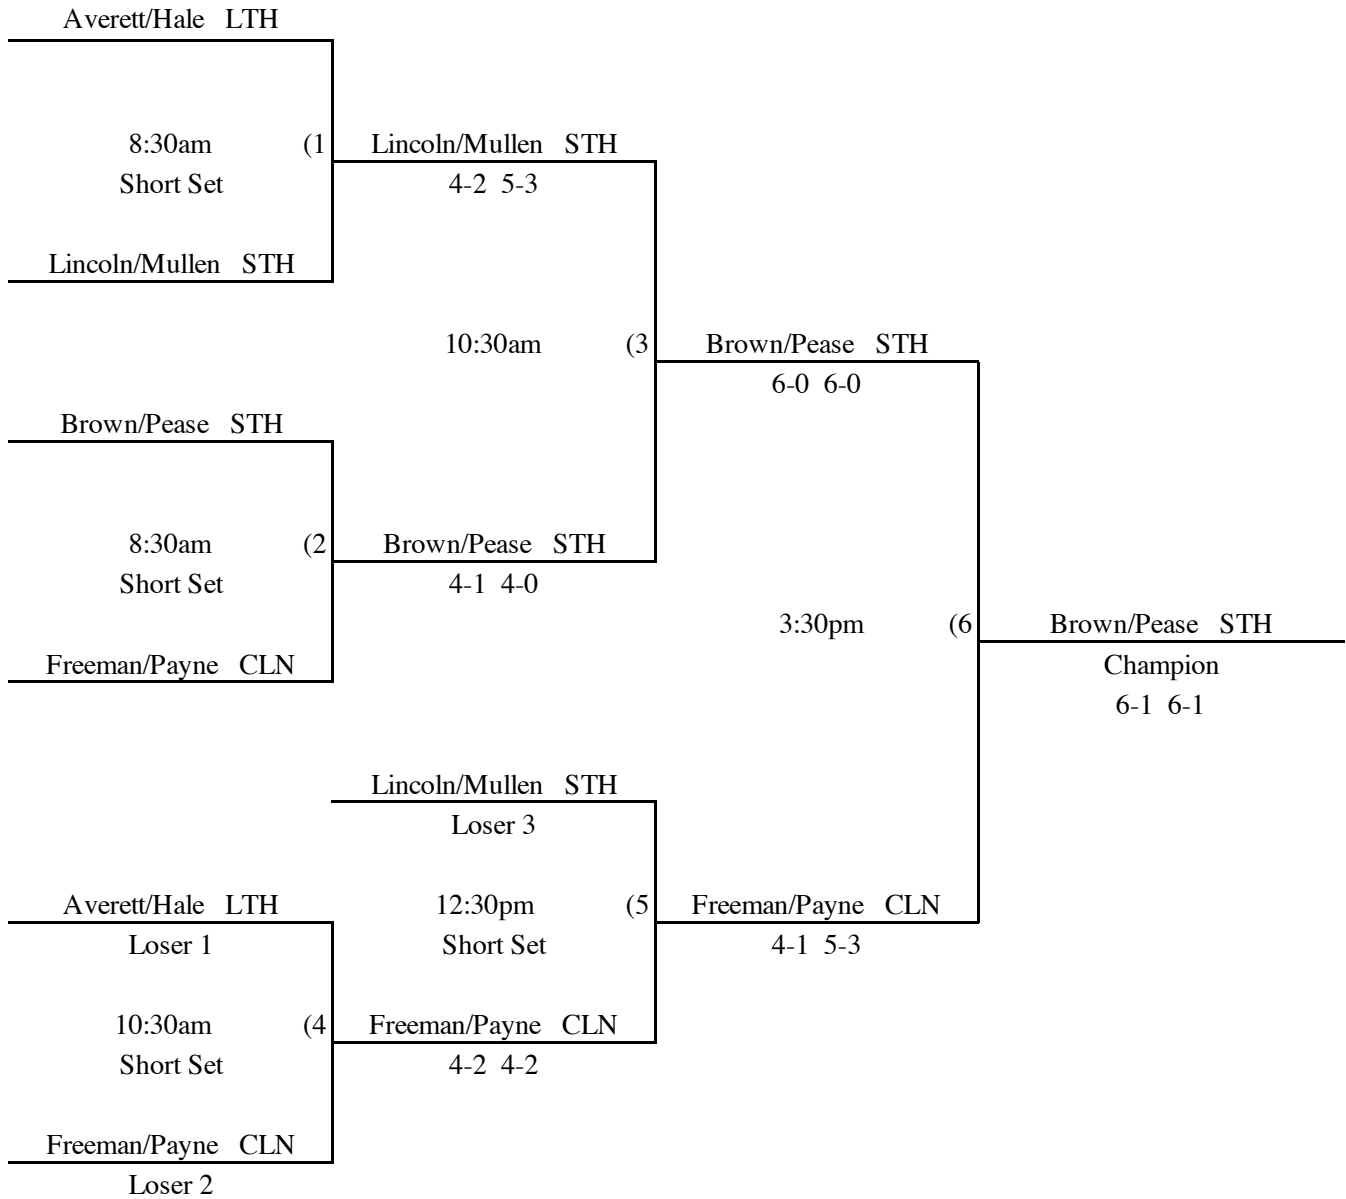 Averett/Hale LTH
8:30am (1 Lincoln/Mullen STH
Short Set 4-2 5-3
Lincoln/Mullen STH
10:30am (3 Brown/Pease STH
6-0 6-0
Brown/Pease STH
8:30am (2 Brown/Pease STH
Short Set 4-1 4-0
3:30pm (6 Brown/Pease STH
Freeman/Payne CLN Champion
6-1 6-1
Lincoln/Mullen STH
Loser 3
Averett/Hale LTH 12:30pm (5 Freeman/Payne CLN
Loser 1 Short Set 4-1 5-3
10:30am (4 Freeman/Payne CLN
Short Set 4-2 4-2
Freeman/Payne CLN
Loser 2